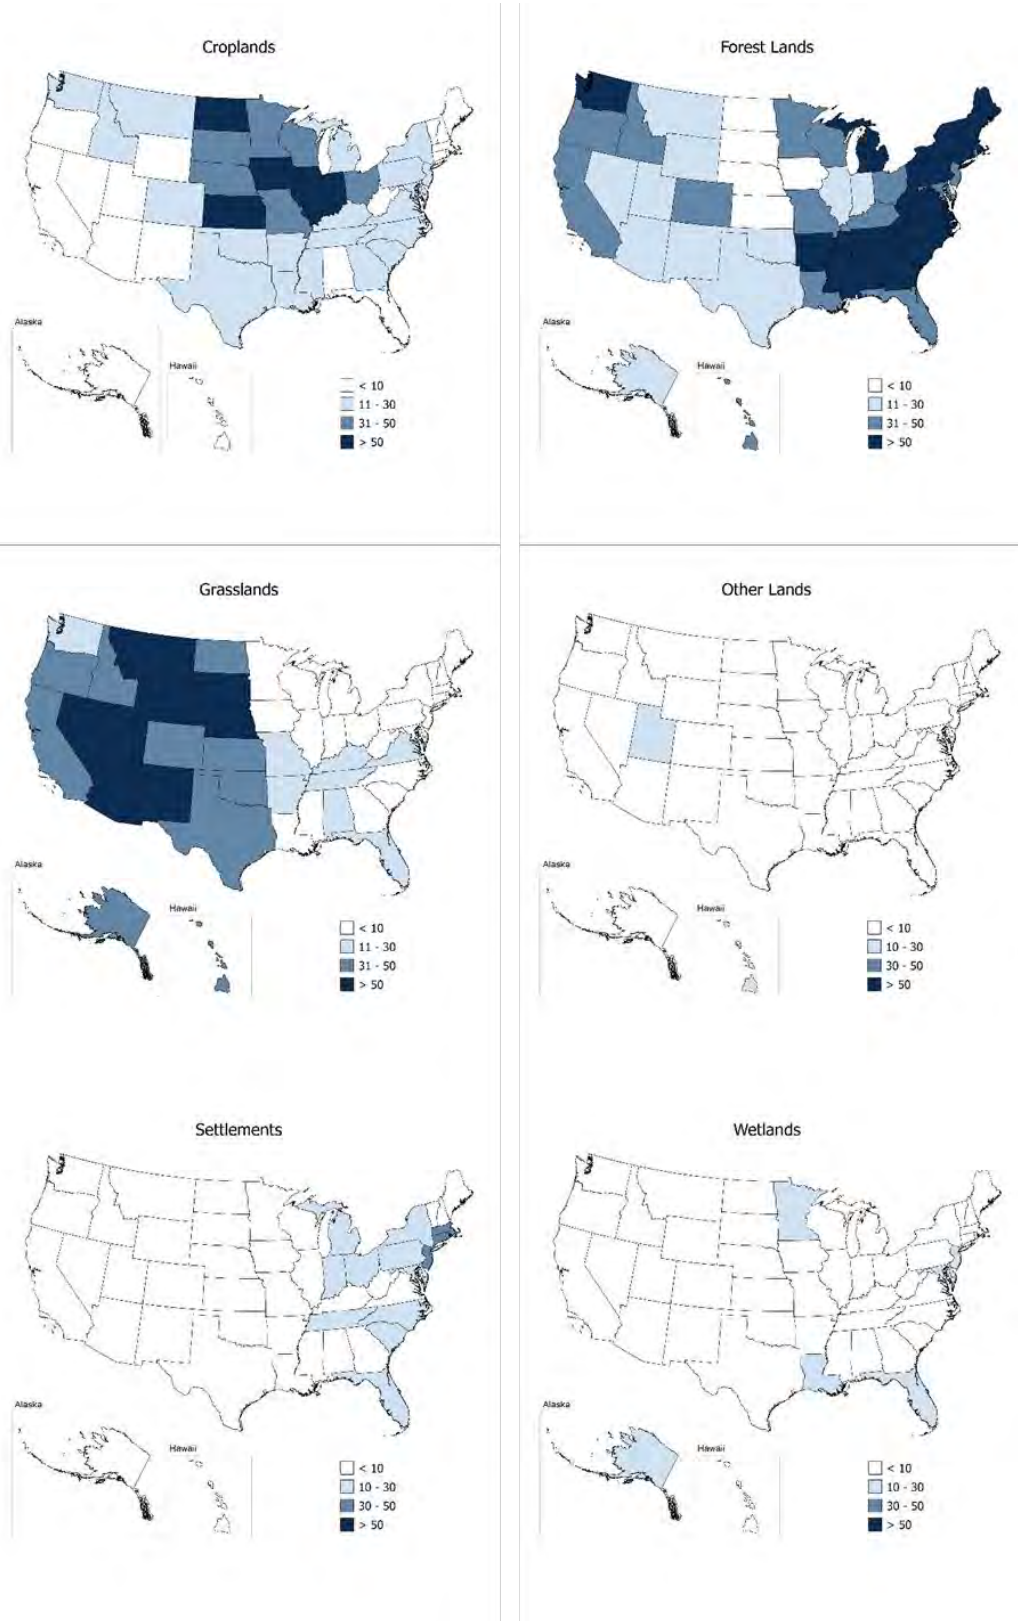 Croplands
Alaska
Hawaii
< 10
11 - 30
31 - 50
> 50
Forest Lands
Alaska
Hawaii
< 10
11 - 30
31 - 50
> 50
Grasslands
Alaska
Hawaii
< 10
11 - 30
31 - 50
> 50
Other Lands
Alaska
Hawaii
< 10
10 - 30
30 - 50
> 50
Settlements
Alaska
Hawaii
< 10
10 - 30
30 - 50
> 50
Wetlands
Alaska
Hawaii
< 10
10 - 30
30 - 50
> 50